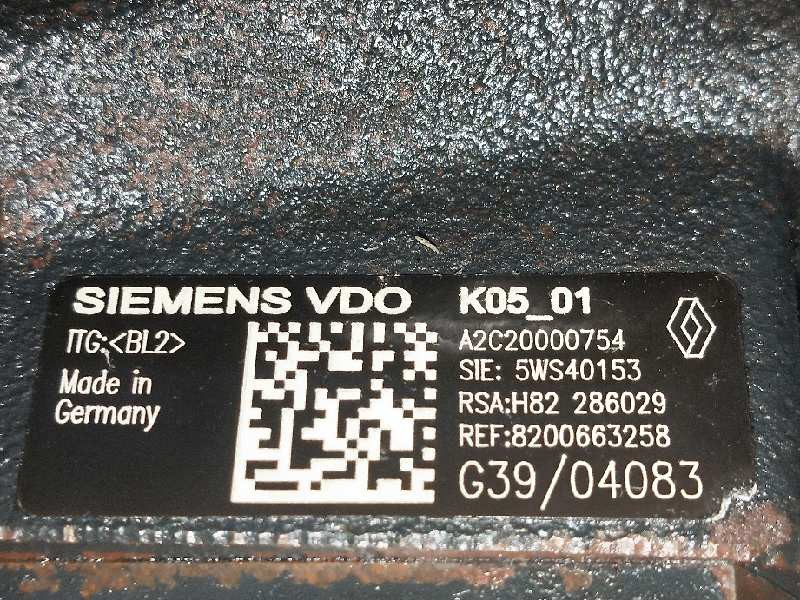 SIEMENS VDO K05_01
ITG:<BL2> A2C20000754
Made in SIE: 5WS40153
Germany RSA:H82 286029
REF:8200663258
G39/04083